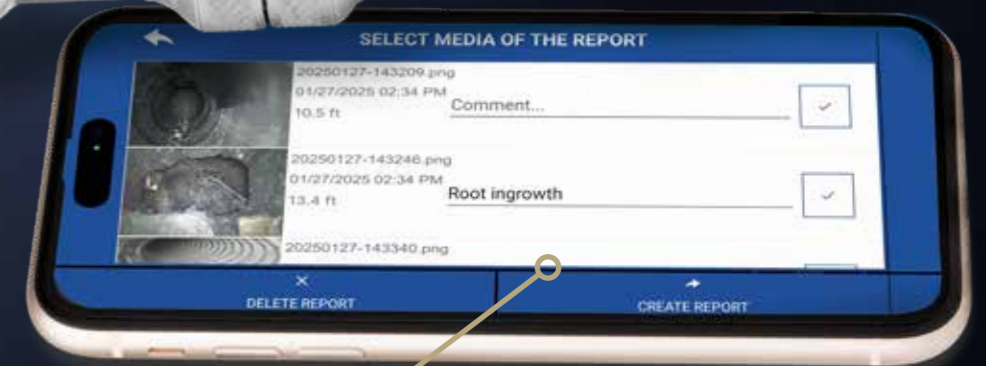 SELECT MEDIA OF THE REPORT
20250127-143209.png
01/27/2025 02:34 PM
10.5 ft
Comment...
20250127-143246.png
01/27/2025 02:34 PM
13.4 ft
Root ingrowth
20250127-143340.png
DELETE REPORT
CREATE REPORT